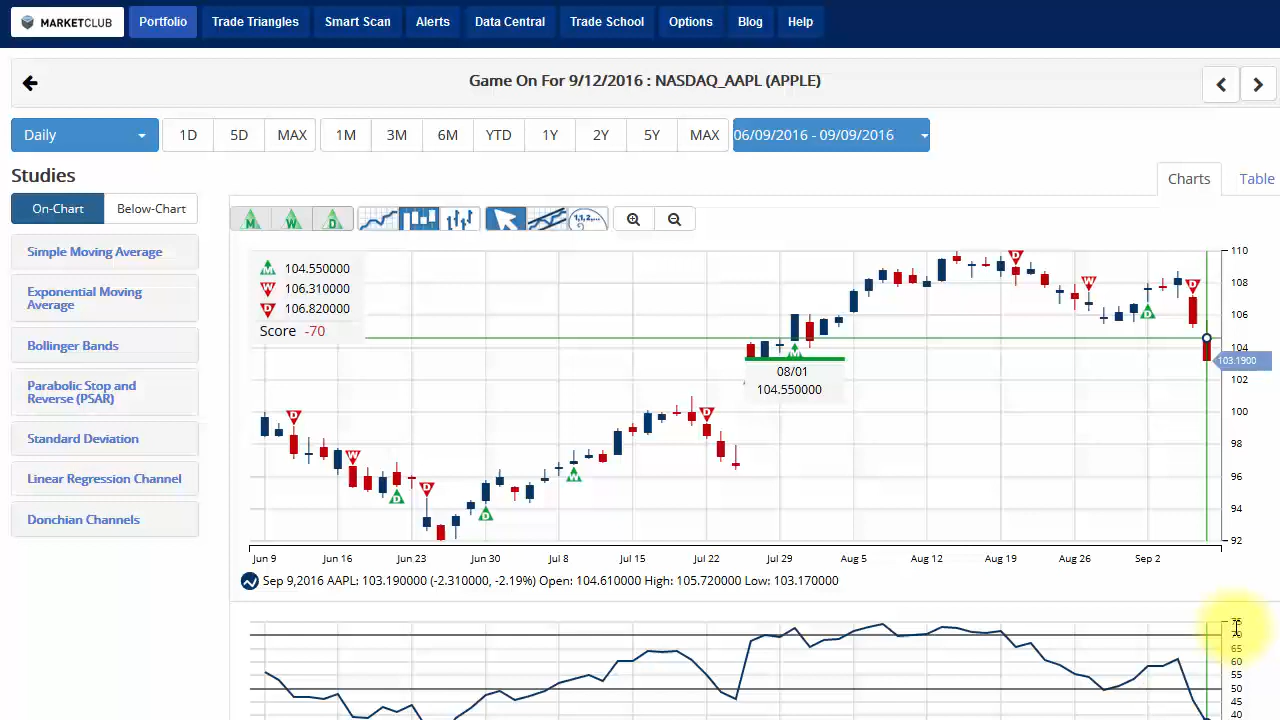 MARKETCLUB Portfolio Trade Triangles Smart Scan Alerts Data Central Trade School Options Blog Help
Game On For 9/12/2016 : NASDAQ_AAPL (APPLE)
Daily 1D 5D MAX 1M 3M 6M YTD 1Y 2Y 5Y MAX 06/09/2016 - 09/09/2016
Studies
Charts Table
On-Chart Below-Chart
M W D
Simple Moving Average
Exponential Moving
Average
Bollinger Bands
Parabolic Stop and
Reverse (PSAR)
Standard Deviation
Linear Regression Channel
Donchian Channels
M 104.550000
W 106.310000
D 106.820000
Score -70
08/01
104.550000
110
108
106
104
103.1900
102
100
98
96
94
92
Jun 9 Jun 16 Jun 23 Jun 30 Jul 8 Jul 15 Jul 22 Jul 29 Aug 5 Aug 12 Aug 19 Aug 26 Sep 2
Sep 9,2016 AAPL: 103.190000 (-2.310000, -2.19%) Open: 104.610000 High: 105.720000 Low: 103.170000
75
70
65
60
55
50
45
40